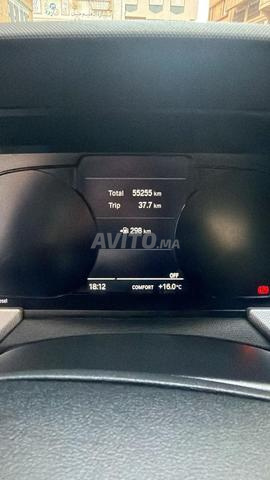 Total 55255 km
Trip 37.7 km
298 km
AVITO.MA
OFF
18:12 COMFORT +16.0°C